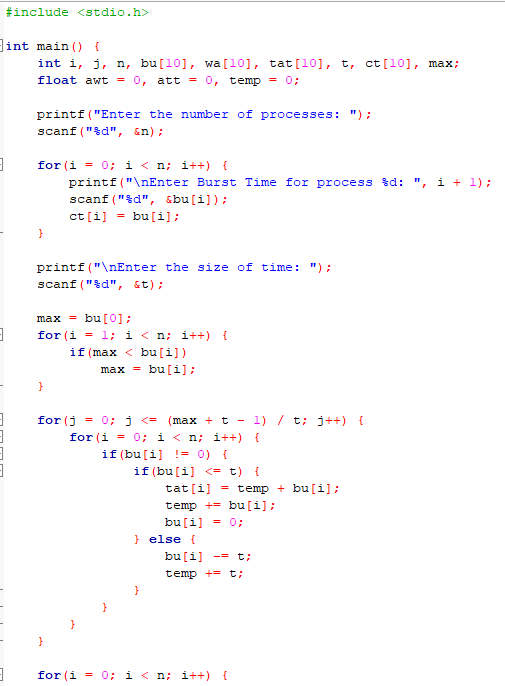 #include <stdio.h>
int main() {
int i, j, n, bu[10], wa[10], tat[10], t, ct[10], max;
float awt = 0, att = 0, temp = 0;
printf("Enter the number of processes: ");
scanf("%d", &n);
for(i = 0; i < n; i++) {
printf("\nEnter Burst Time for process %d: ", i + 1);
scanf("%d", &bu[i]);
ct[i] = bu[i];
}
printf("\nEnter the size of time: ");
scanf("%d", &t);
max = bu[0];
for(i = 1; i < n; i++) {
if(max < bu[i])
max = bu[i];
}
for(j = 0; j <= (max + t - 1) / t; j++) {
for(i = 0; i < n; i++) {
if(bu[i] != 0) {
if(bu[i] <= t) {
tat[i] = temp + bu[i];
temp += bu[i];
bu[i] = 0;
} else {
bu[i] -= t;
temp += t;
}
}
}
}
for(i = 0; i < n; i++) {